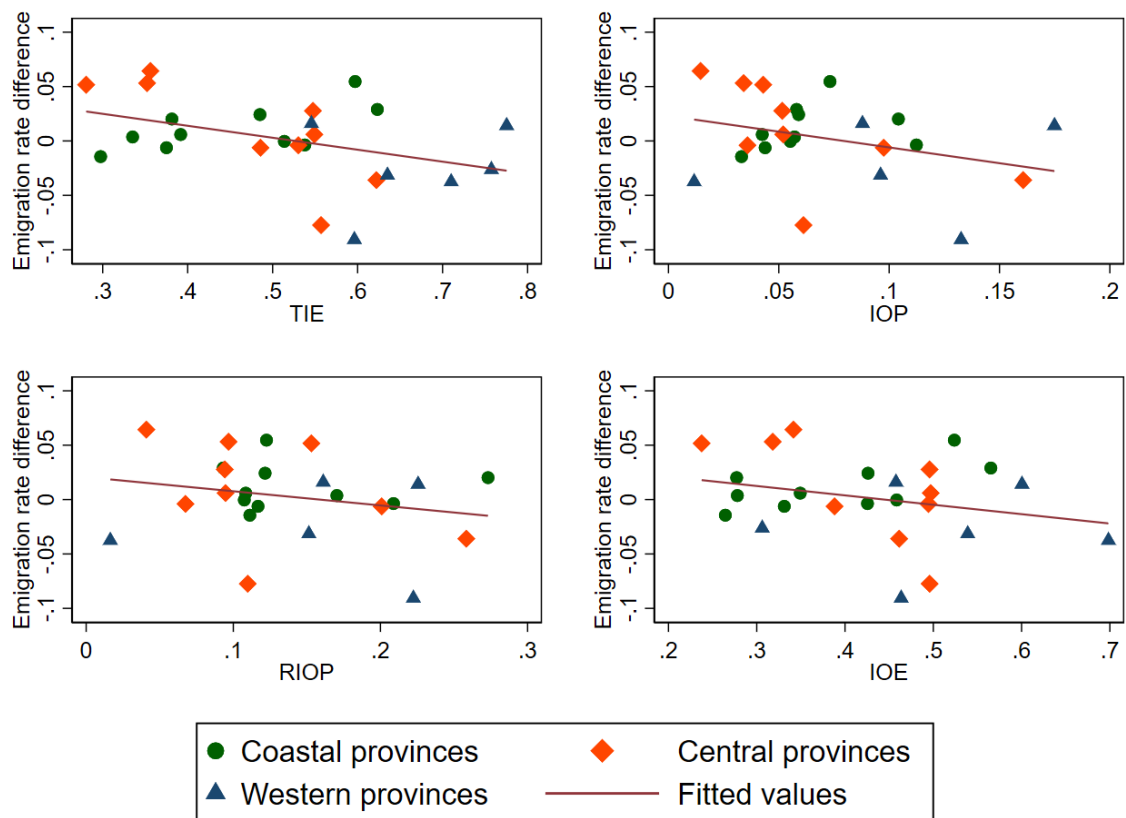 Emigration rate difference
.1
.05
0
-.05
-.1
.3 .4 .5 .6 .7 .8
TIE
Emigration rate difference
.1
.05
0
-.05
-.1
0 .05 .1 .15 .2
IOP
Emigration rate difference
.1
.05
0
-.05
-.1
0 .1 .2 .3
RIOP
Emigration rate difference
.1
.05
0
-.05
-.1
.2 .3 .4 .5 .6 .7
IOE
Coastal provinces Central provinces
Western provinces Fitted values